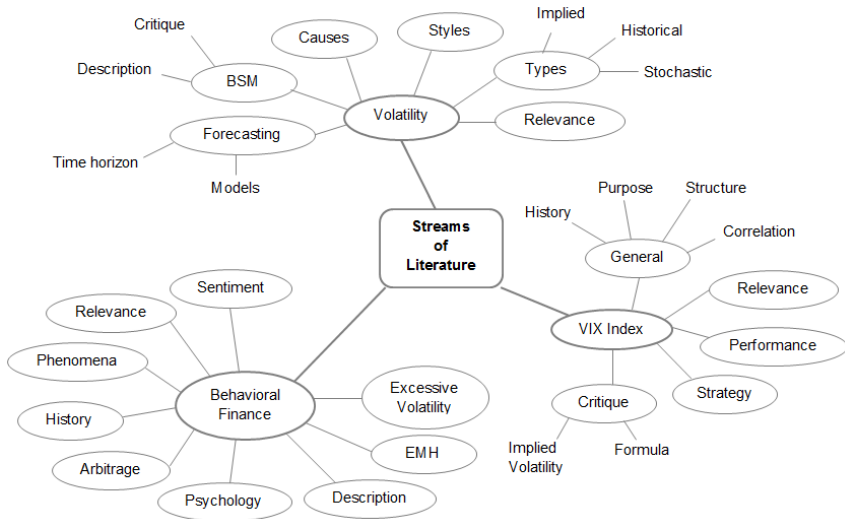 Critique
Causes
Styles
Implied
Historical
Description
BSM
Types
Stochastic
Volatility
Relevance
Forecasting
Time horizon
Models
Purpose
Structure
History
Correlation
General
Streams
of
Literature
Sentiment
Relevance
Relevance
VIX Index
Performance
Phenomena
Behavioral
Finance
Excessive
Volatility
Critique
Strategy
History
EMH
Implied
Volatility
Formula
Arbitrage
Psychology
Description